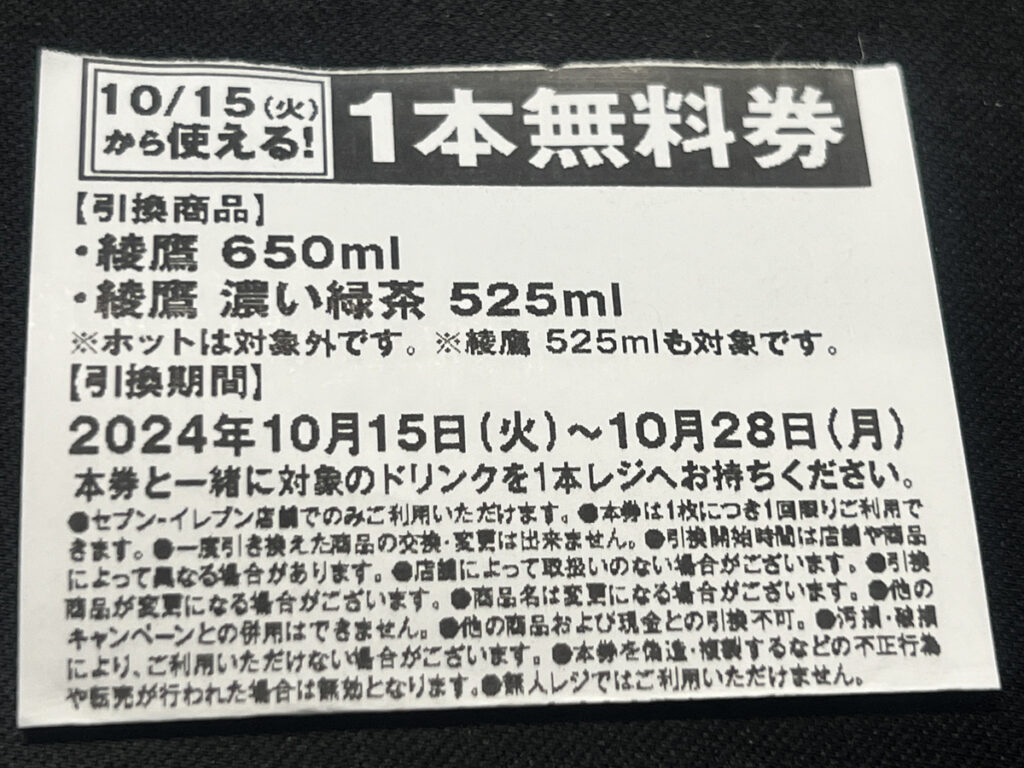 10/15(火)
から使える!
1本無料券
【引換商品】
・綾鷹 650ml
・綾鷹 濃い緑茶 525ml
※ホットは対象外です。※綾鷹 525mlも対象です。
【引換期間】
2024年10月15日(火)~10月28日(月)
本券と一緒に対象のドリンクを1本レジへお持ちください。
●セブン-イレブン店舗でのみご利用いただけます。●本券は1枚につき1回限りご利用で
きます。●一度引き換えた商品の交換・変更は出来ません。●引換開始時間は店舗や商品
によって異なる場合があります。●店舗によって取扱いのない場合がございます。●引換
商品が変更になる場合がございます。●商品名は変更になる場合がございます。●他の
キャンペーンとの併用はできません。●他の商品および現金との引換不可。●汚損・破損
により、ご利用いただけない場合がございます。●本券を偽造・複製するなどの不正行為
や転売が行われた場合は無効となります。●無人レジではご利用いただけません。